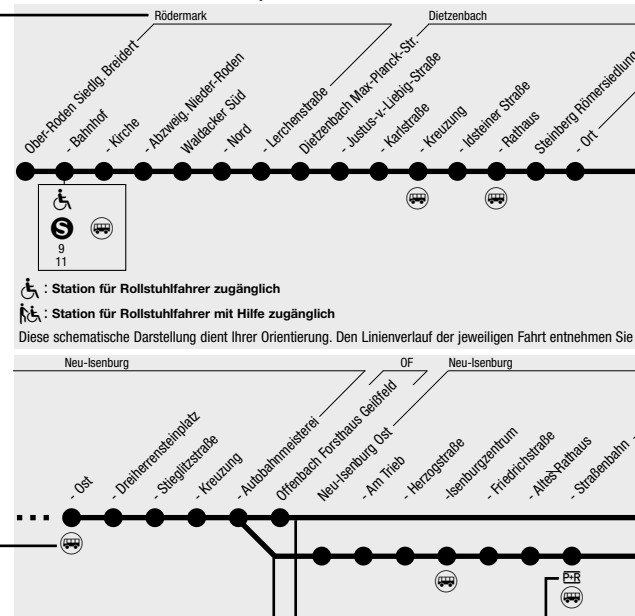 Rödermark
Dietzenbach
Ober-Roden Siedlg. Breidert
- Bahnhof
- Kirche
- Abzweig. Nieder-Roden
Waldacker Süd
- Nord
- Lerchenstraße
Dietzenbach Max-Planck-Str.
- Justus-v.-Liebig-Straße
- Karlstraße
- Kreuzung
- Idsteiner Straße
- Rathaus
Steinberg Römersiedlung
- Ort
S
9
11
: Station für Rollstuhlfahrer zugänglich
: Station für Rollstuhlfahrer mit Hilfe zugänglich
Diese schematische Darstellung dient Ihrer Orientierung. Den Linienverlauf der jeweiligen Fahrt entnehmen Sie
Neu-Isenburg
OF
Neu-Isenburg
- Ost
- Dreiherrensteinplatz
- Stieglitzstraße
- Kreuzung
- Autobahnmeisterei
Offenbach Forsthaus Geißfeld
Neu-Isenburg Ost
- Am Trieb
- Herzogstraße
-Isenburgzentrum
- Friedrichstraße
- Altes Rathaus
- Straßenbahn
P+R